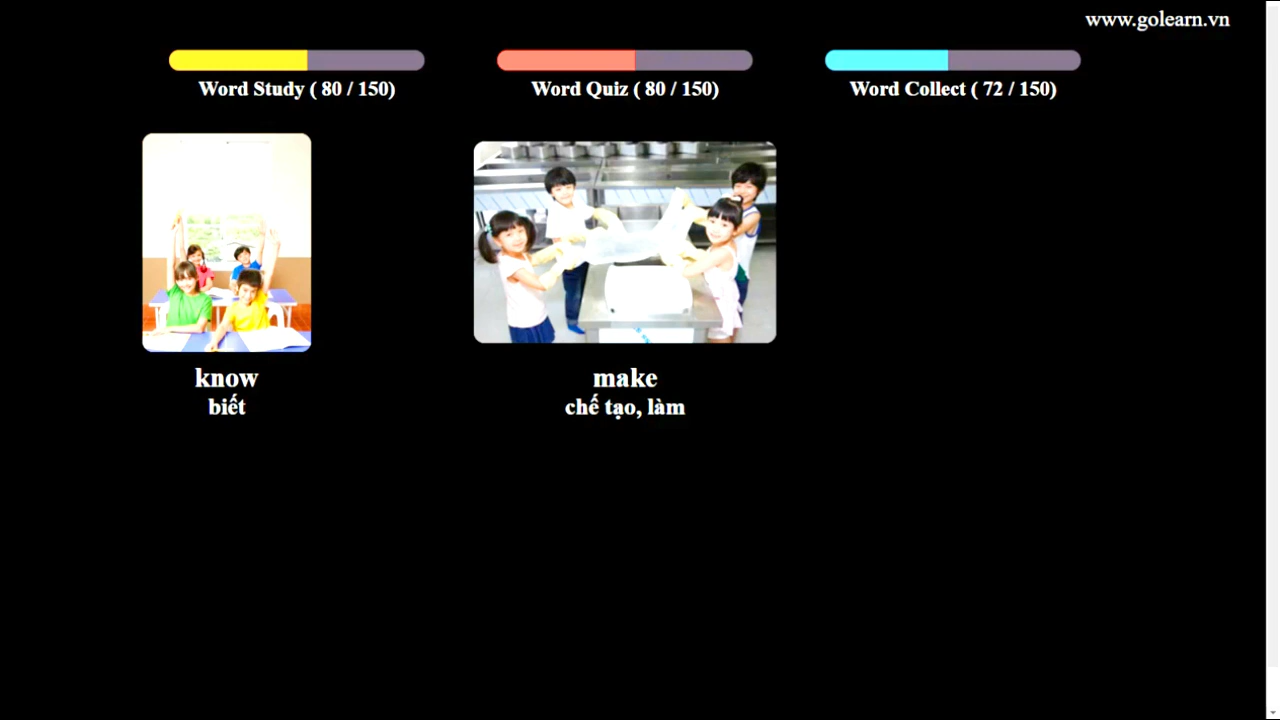 www.golearn.vn
Word Study ( 80 / 150)
Word Quiz ( 80 / 150)
Word Collect ( 72 / 150)
know
biết
make
chế tạo, làm